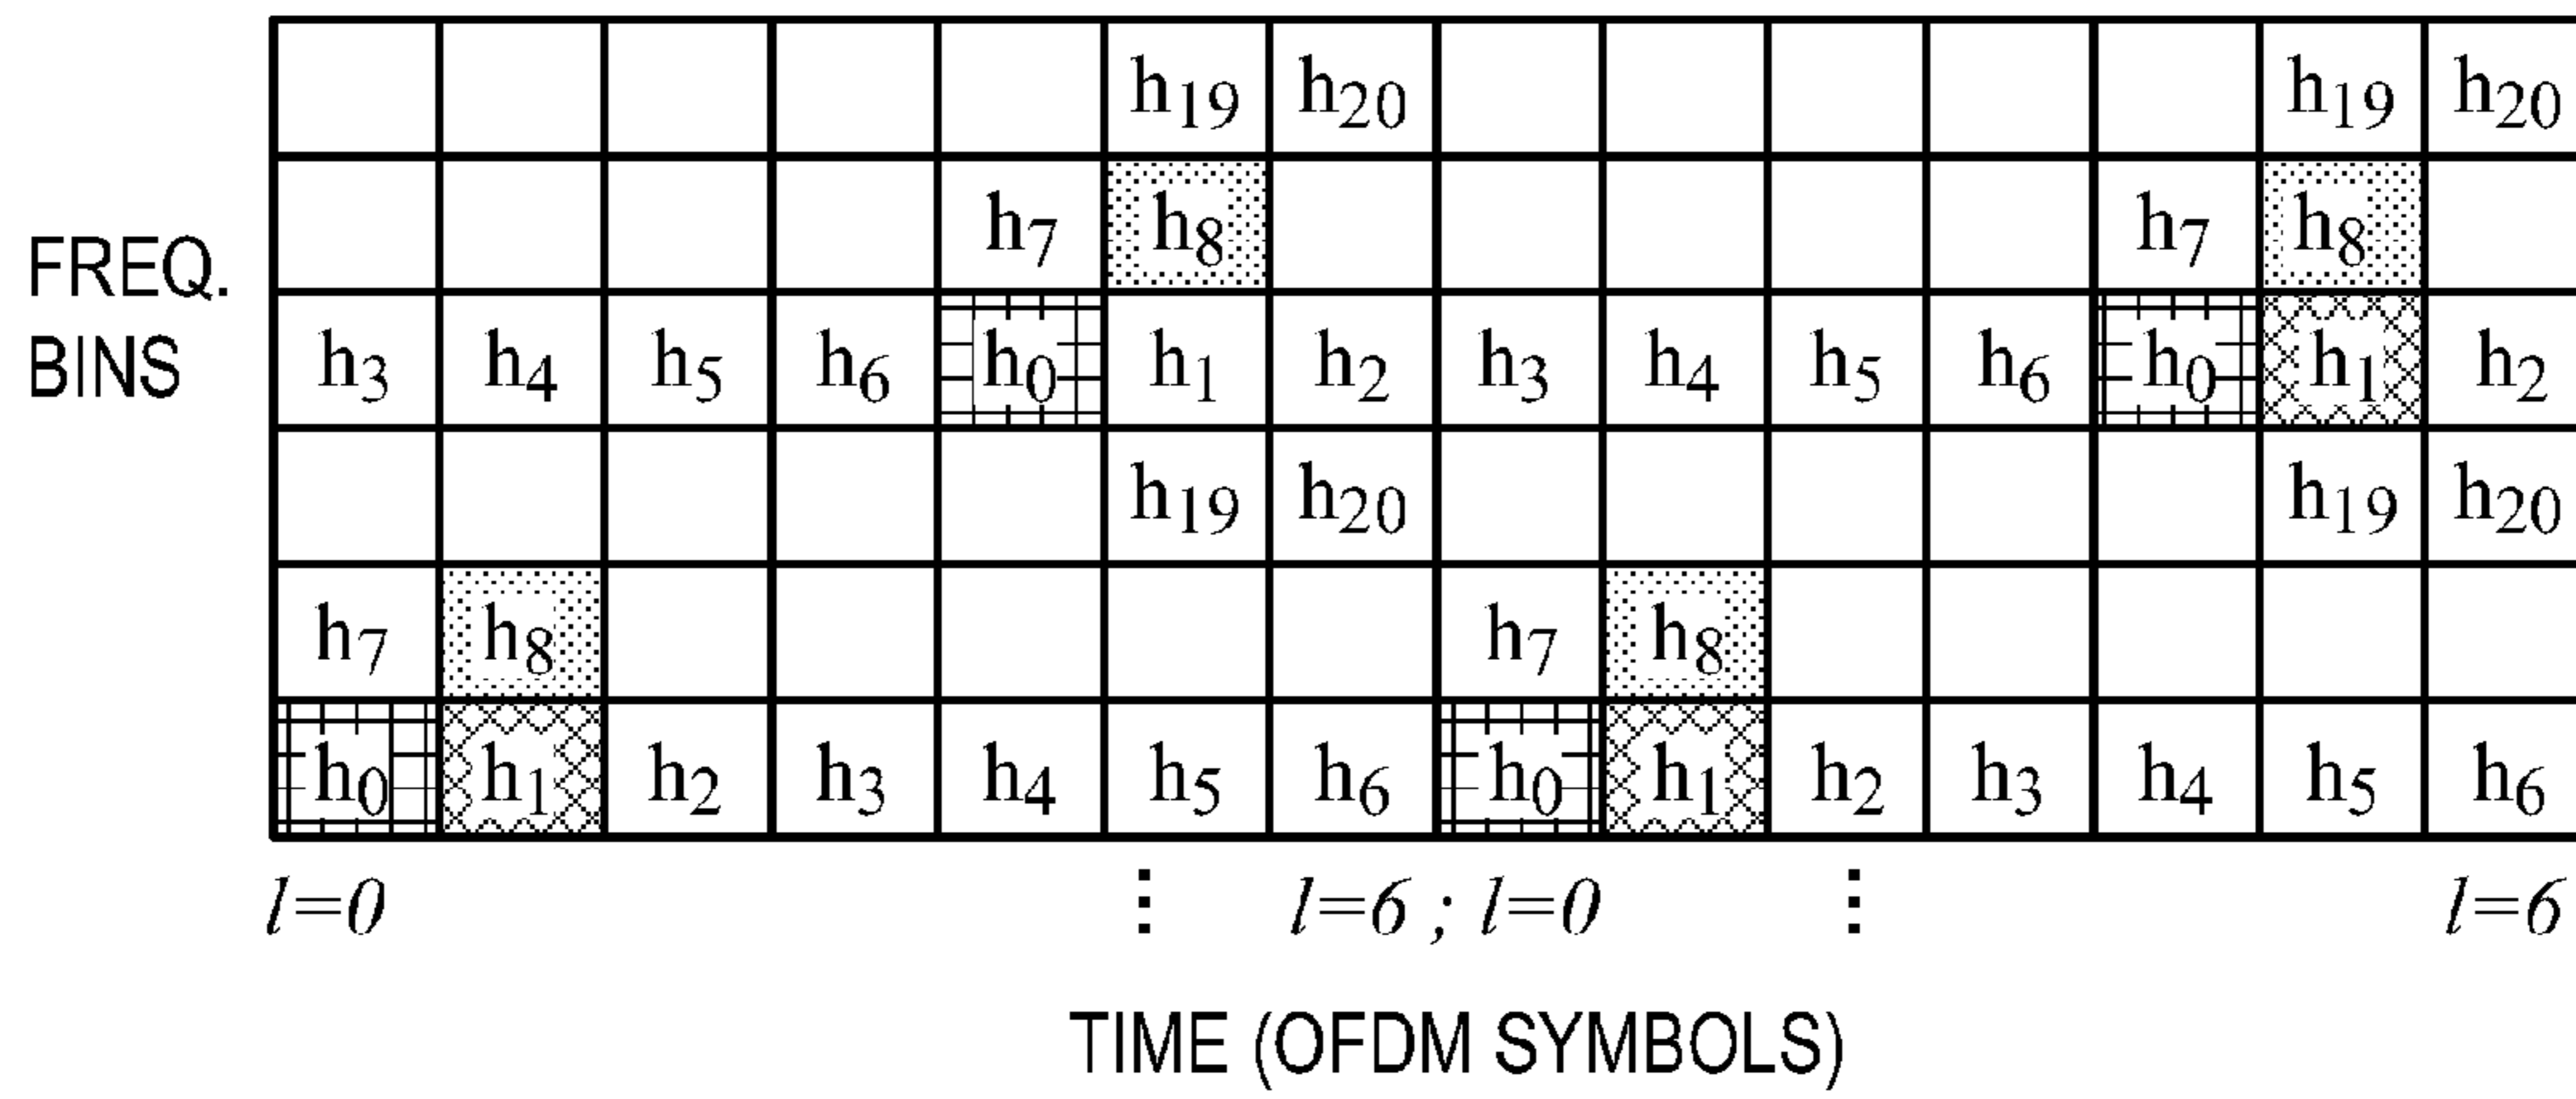 h19 h20 h19 h20
h7 h8 h7 h8
FREQ.
BINS
h3 h4 h5 h6 h0 h1 h2 h3 h4 h5 h6 h0 h1 h2
h19 h20 h19 h20
h7 h8 h7 h8
h0 h1 h2 h3 h4 h5 h6 h0 h1 h2 h3 h4 h5 h6
l=0 ⋮ l=6 ; l=0 ⋮ l=6
TIME (OFDM SYMBOLS)